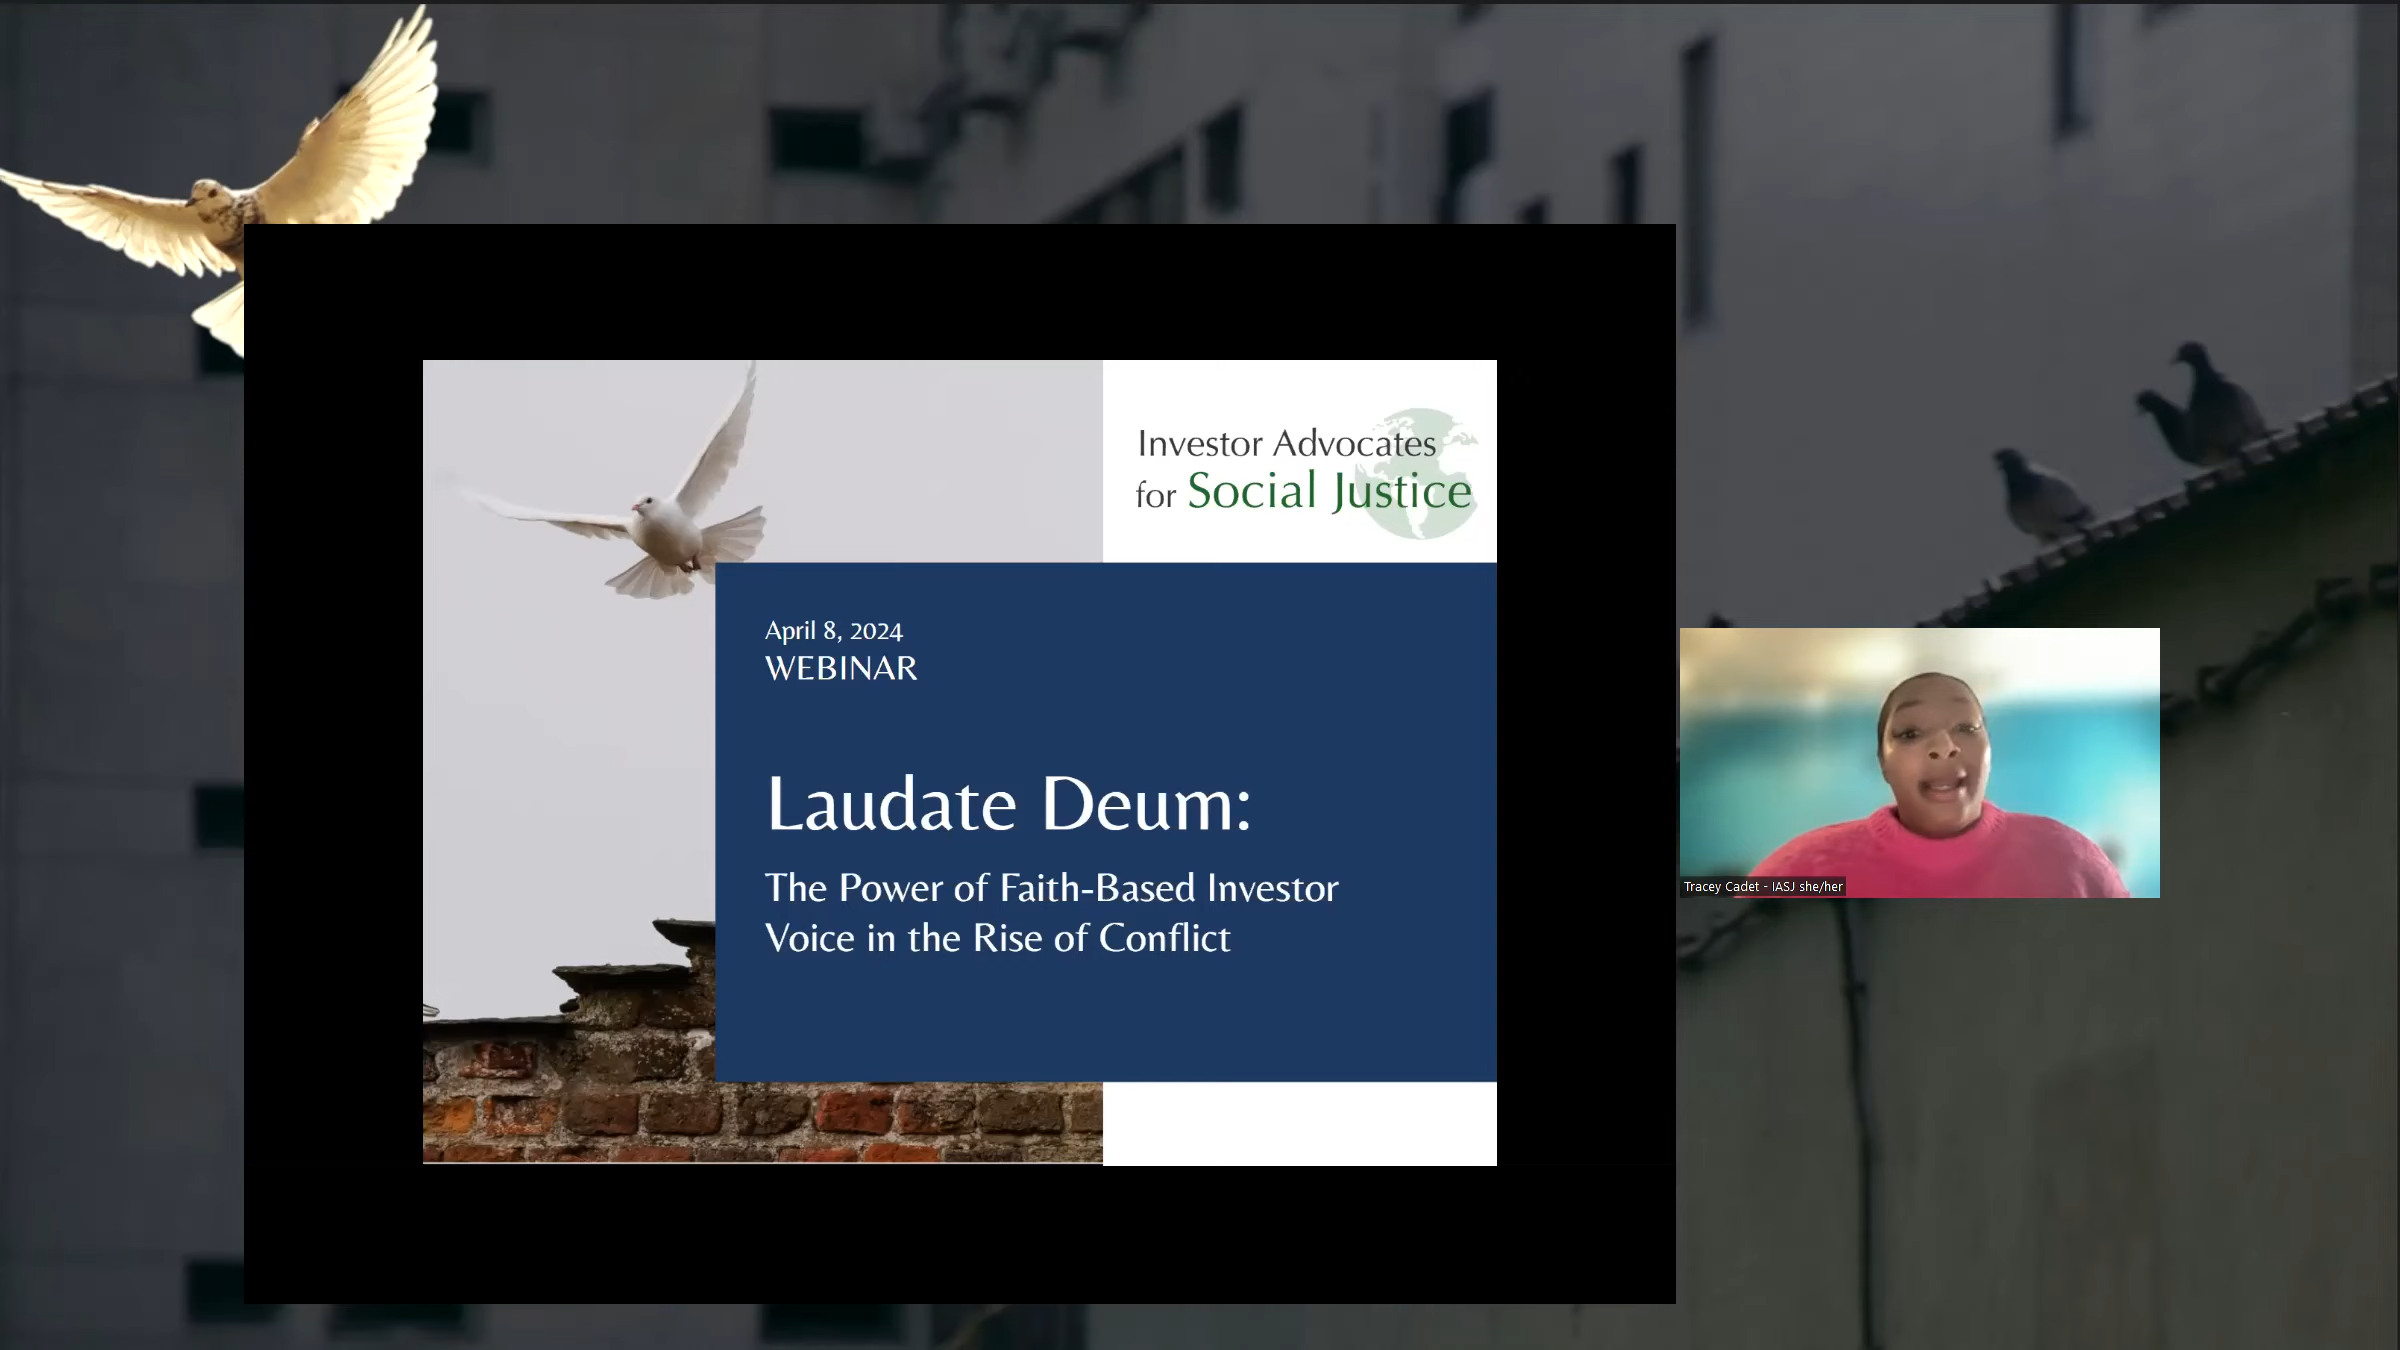 Investor Advocates
for Social Justice
April 8, 2024
WEBINAR
Laudate Deum:
The Power of Faith-Based Investor
Voice in the Rise of Conflict
Tracey Cadet - IASJ she/her